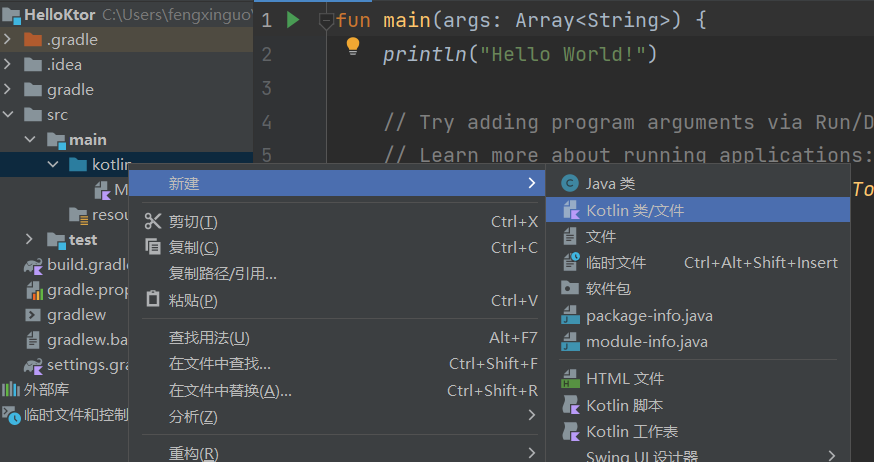 HelloKtor C:\Users\fengxinguo\
.gradle
.idea
gradle
src
main
kotlin
M
resou
test
build.gradle
gradle.prop
gradlew
gradlew.ba
settings.gra
外部库
临时文件和控制
1 fun main(args: Array<String>) {
2 println("Hello World!")
3
4 // Try adding program arguments via Run/D
5 // Learn more about running applications:
To
新建
剪切(T) Ctrl+X
复制(C) Ctrl+C
复制路径/引用...
粘贴(P) Ctrl+V
查找用法(U) Alt+F7
在文件中查找... Ctrl+Shift+F
在文件中替换(A)... Ctrl+Shift+R
分析(Z)
重构(R)
Java 类
Kotlin 类/文件
文件
临时文件 Ctrl+Alt+Shift+Insert
软件包
package-info.java
module-info.java
HTML 文件
Kotlin 脚本
Kotlin 工作表
Swing UI 设计器